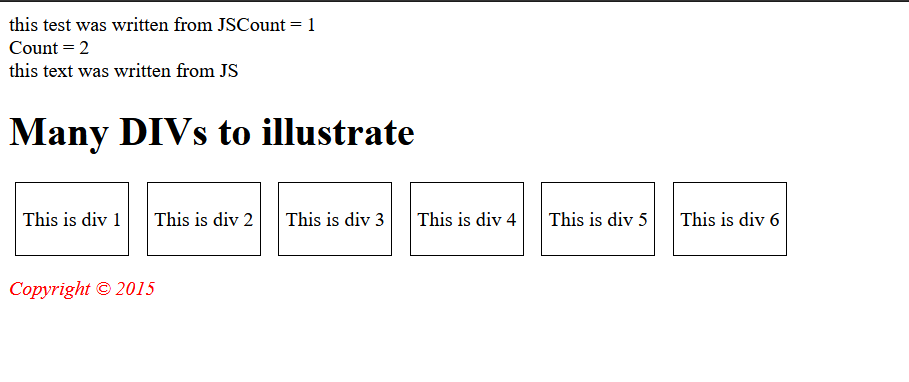 this test was written from JSCount = 1
Count = 2
this text was written from JS
Many DIVs to illustrate
This is div 1 This is div 2 This is div 3 This is div 4 This is div 5 This is div 6
Copyright © 2015